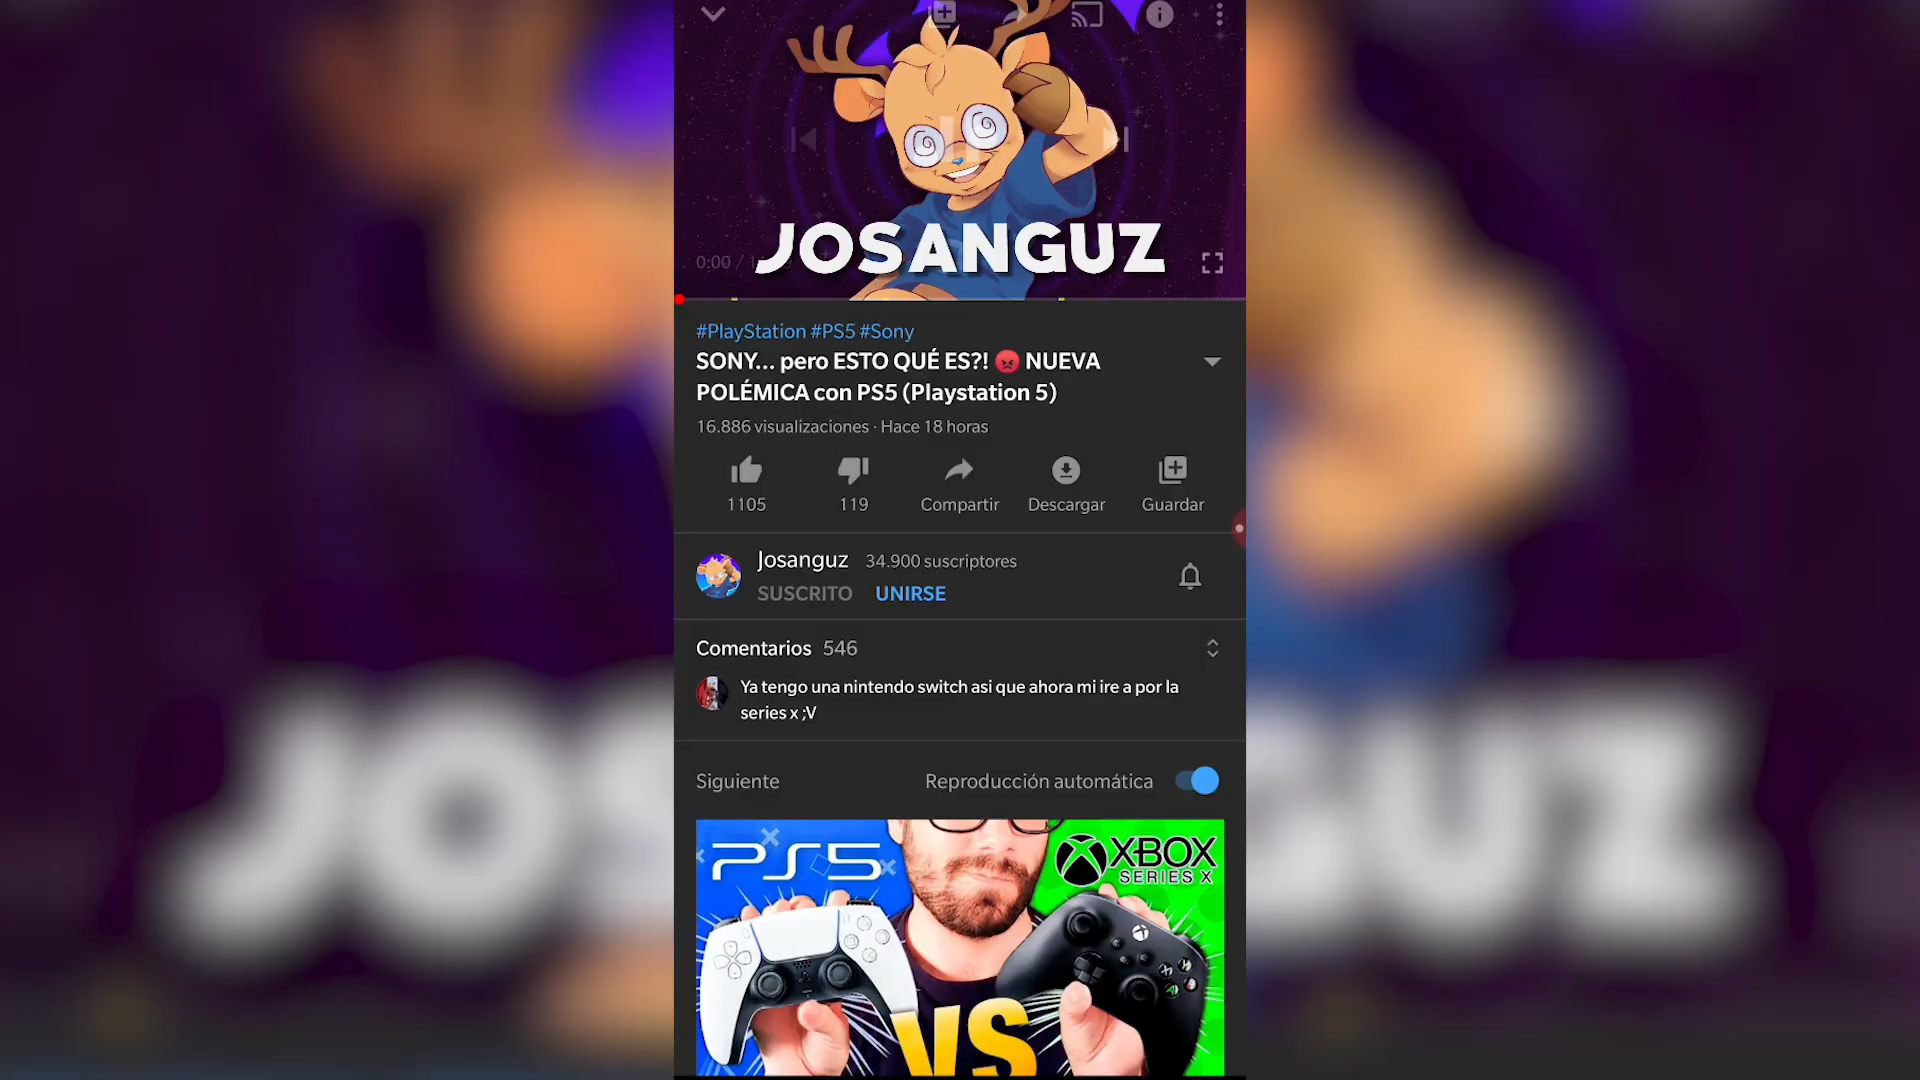 JOSANGUZ
0:00 /
#PlayStation #PS5 #Sony
SONY... pero ESTO QUÉ ES?! 😡 NUEVA
POLÉMICA con PS5 (Playstation 5)
16.886 visualizaciones · Hace 18 horas
1105
119
Compartir
Descargar
Guardar
Josanguz 34.900 suscriptores
SUSCRITO UNIRSE
Comentarios 546
Ya tengo una nintendo switch asi que ahora mi ire a por la
series x ;V
Siguiente
Reproducción automática
PS5
XBOX
SERIES X
VS